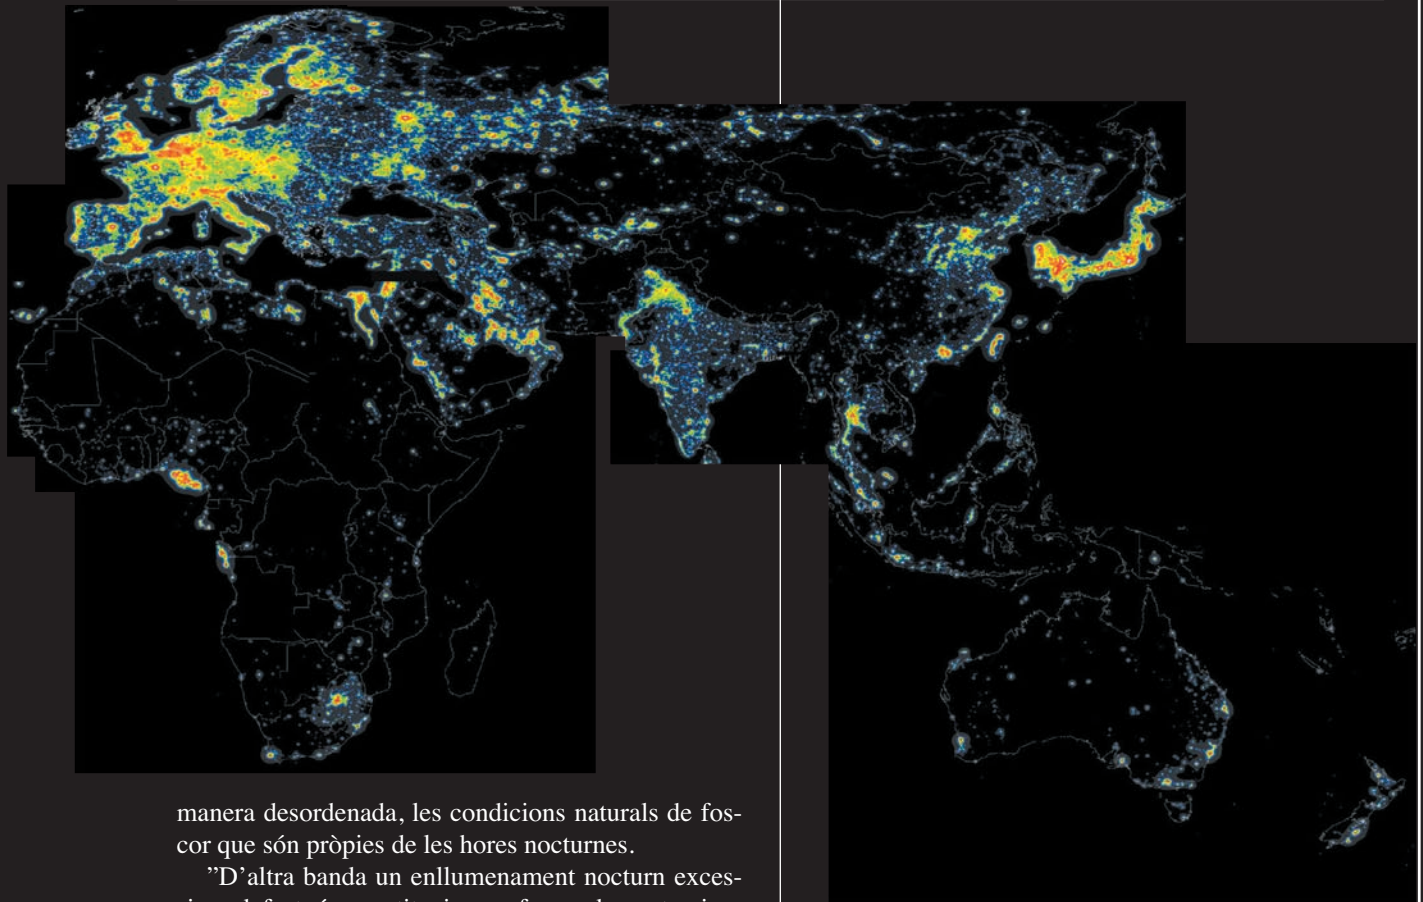 manera desordenada, les condicions naturals de fos-
cor que són pròpies de les hores nocturnes.
”D’altra banda un enllumenament nocturn exces-